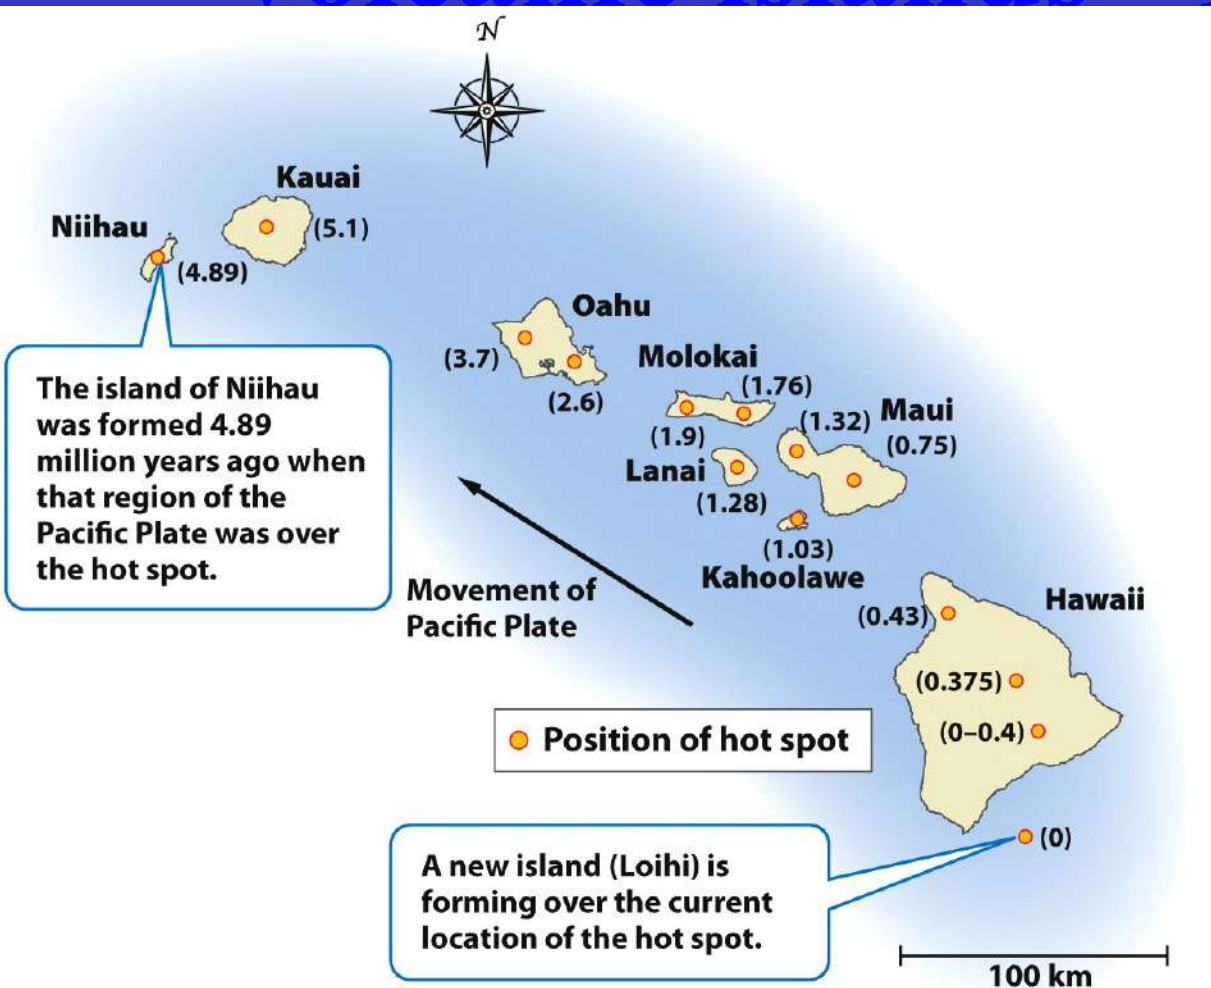 N
Kauai
(5.1)
Niihau
(4.89)
The island of Niihau
was formed 4.89
million years ago when
that region of the
Pacific Plate was over
the hot spot.
Oahu
(3.7)
(2.6)
Molokai
(1.76)
(1.9)
(1.32)
Maui
(0.75)
Lanai
(1.28)
(1.03)
Kahoolawe
Movement of
Pacific Plate
(0.43)
Hawaii
(0.375)
(0–0.4)
Position of hot spot
(0)
A new island (Loihi) is
forming over the current
location of the hot spot.
100 km